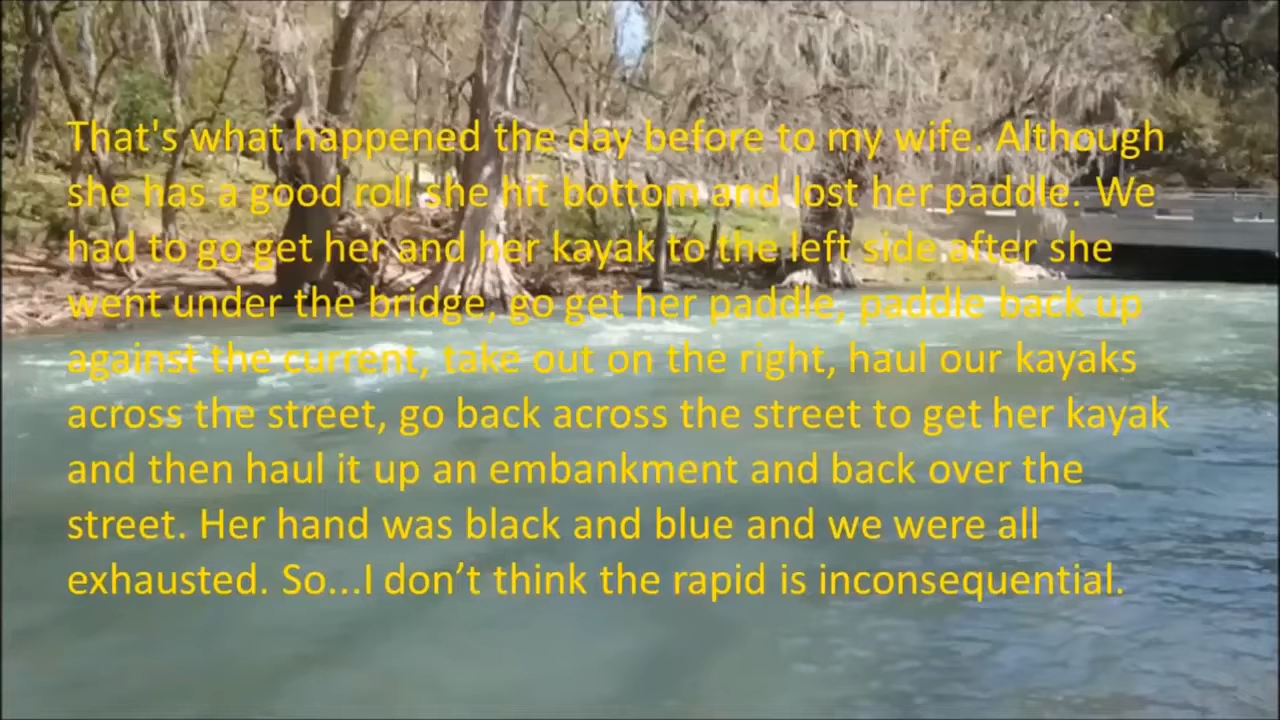 That's what happened the day before to my wife. Although
she has a good roll she hit bottom and lost her paddle. We
had to go get her and her kayak to the left side after she
went under the bridge, go get her paddle, paddle back up
against the current, take out on the right, haul our kayaks
across the street, go back across the street to get her kayak
and then haul it up an embankment and back over the
street. Her hand was black and blue and we were all
exhausted. So...I don’t think the rapid is inconsequential.